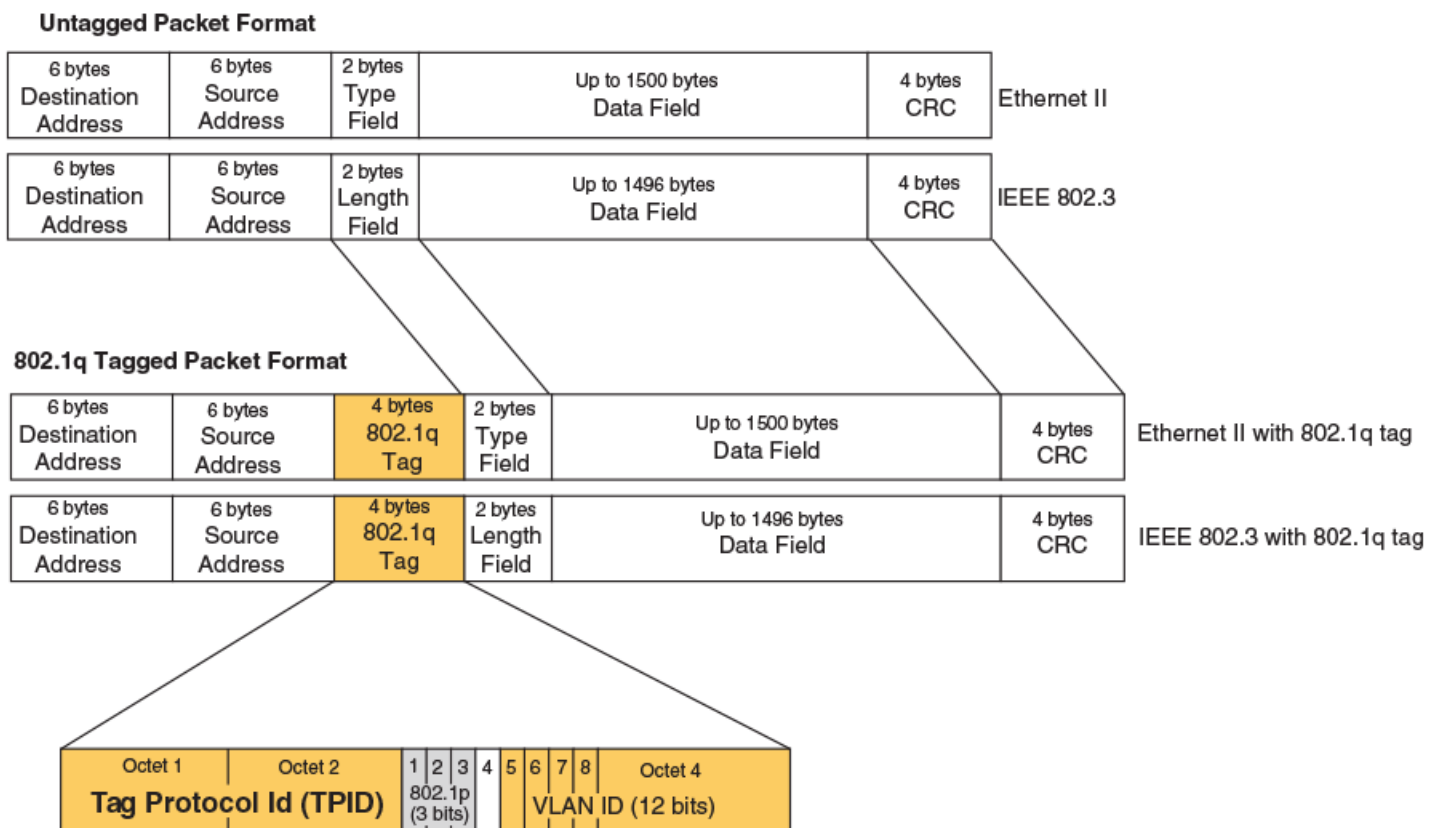 Untagged Packet Format
6 bytes
Destination
Address
6 bytes
Source
Address
2 bytes
Type
Field
Up to 1500 bytes
Data Field
4 bytes
CRC
Ethernet II
6 bytes
Destination
Address
6 bytes
Source
Address
2 bytes
Length
Field
Up to 1496 bytes
Data Field
4 bytes
CRC
IEEE 802.3
802.1q Tagged Packet Format
6 bytes
Destination
Address
6 bytes
Source
Address
4 bytes
802.1q
Tag
2 bytes
Type
Field
Up to 1500 bytes
Data Field
4 bytes
CRC
Ethernet II with 802.1q tag
6 bytes
Destination
Address
6 bytes
Source
Address
4 bytes
802.1q
Tag
2 bytes
Length
Field
Up to 1496 bytes
Data Field
4 bytes
CRC
IEEE 802.3 with 802.1q tag
Octet 1
Octet 2
Tag Protocol Id (TPID)
1 2 3 4 5 6 7 8
802.1p
(3 bits)
Octet 4
VLAN ID (12 bits)